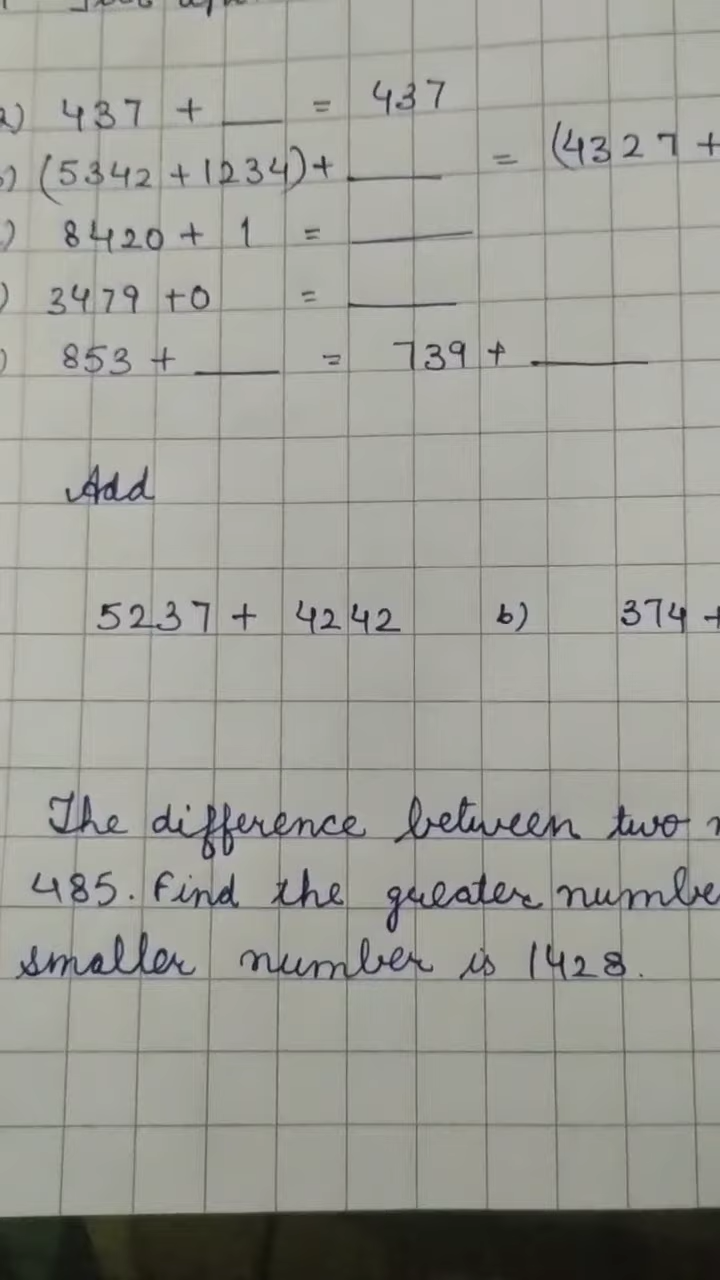 a) 437 + ___ = 437
b) (5342 + 1234) + ___ = (4327 +
) 8420 + 1 = ___
) 3479 + 0 = ___
) 853 + ___ = 739 + ___
Add
5237 + 4242 b) 374 +
The difference between two
485. Find the greater numbe
smaller number is 1428.